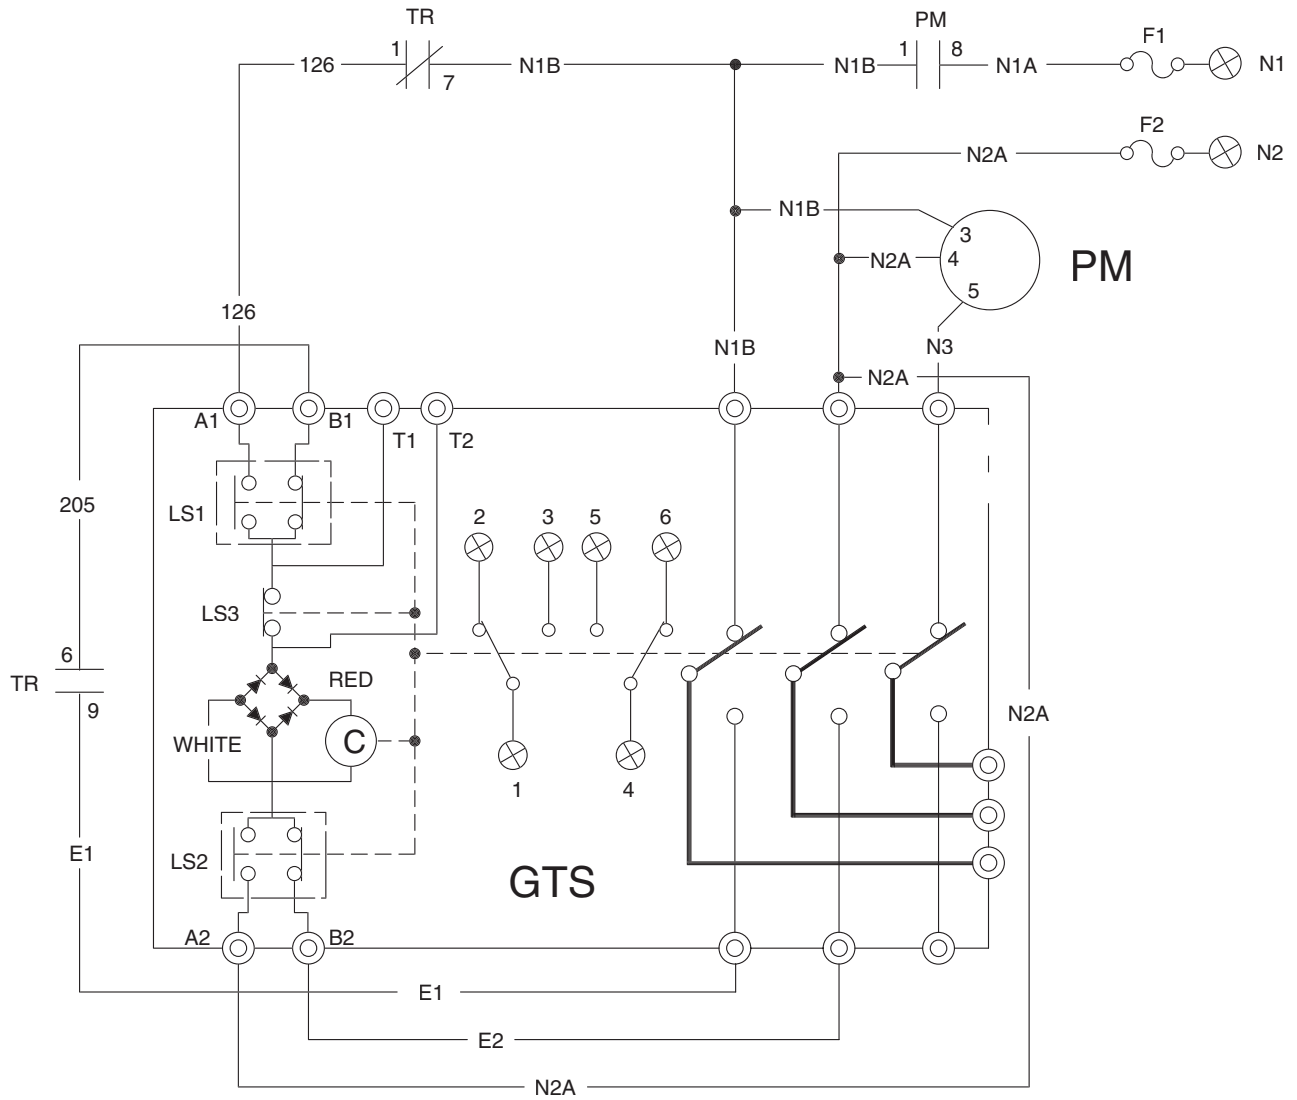 TR
PM
1
126
7
N1B
N1B
1
8
N1A
F1
N1
F2
N2A
N2
N1B
3
N2A
4
PM
5
126
N1B
N3
N2A
A1
B1
T1
T2
205
LS1
2
3
5
6
LS3
6
TR
9
RED
N2A
WHITE
C
1
4
E1
LS2
GTS
A2
B2
E1
E2
N2A